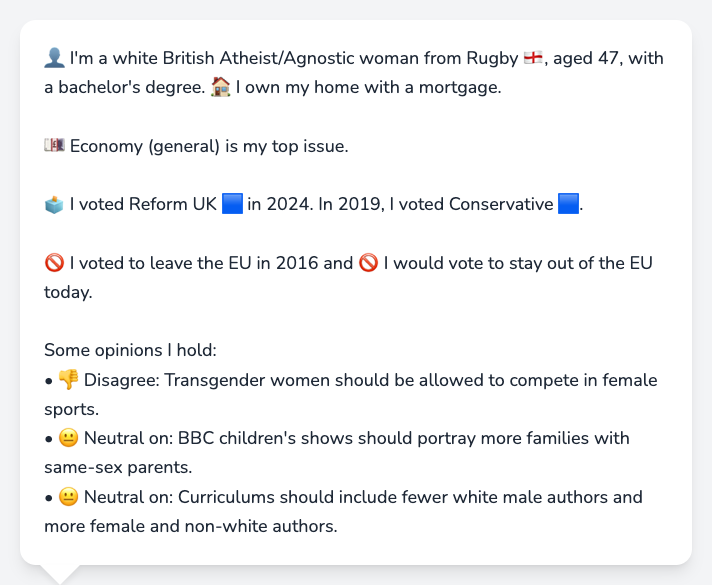 👤 I'm a white British Atheist/Agnostic woman from Rugby 🏴󠁧󠁢󠁥󠁮󠁧󠁿, aged 47, with
a bachelor's degree. 🏠 I own my home with a mortgage.
💷 Economy (general) is my top issue.
🗳️ I voted Reform UK 🟦 in 2024. In 2019, I voted Conservative 🟦.
🚫 I voted to leave the EU in 2016 and 🚫 I would vote to stay out of the EU
today.
Some opinions I hold:
• 👎 Disagree: Transgender women should be allowed to compete in female
sports.
• 😐 Neutral on: BBC children's shows should portray more families with
same-sex parents.
• 😐 Neutral on: Curriculums should include fewer white male authors and
more female and non-white authors.